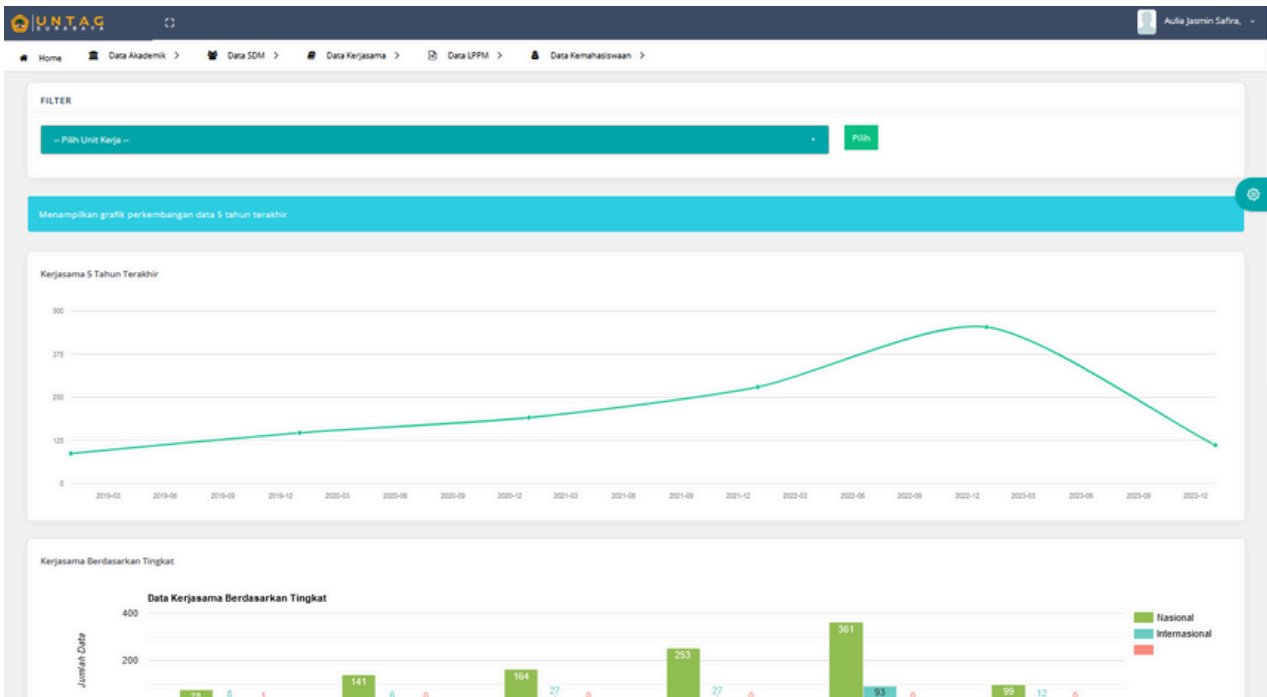 UNTAG
SURABAYA
Aulia Jasmin Safira,
Home
Data Akademik >
Data SDM >
Data Kerjasama >
Data LPPM >
Data Kemahasiswaan >
FILTER
-- Pilih Unit Kerja --
Pilih
Menampilkan grafik perkembangan data 5 tahun terakhir
Kerjasama 5 Tahun Terakhir
500
375
250
125
0
2019-03 2019-06 2019-09 2019-12 2020-03 2020-06 2020-09 2020-12 2021-03 2021-06 2021-09 2021-12 2022-03 2022-06 2022-09 2022-12 2023-03 2023-06 2023-09 2023-12
Kerjasama Berdasarkan Tingkat
Data Kerjasama Berdasarkan Tingkat
400
Nasional
361
Internasional
Jumlah Data
253
200
164
141
99
93
27 27
12
8 1 6 0 0 0 0 0